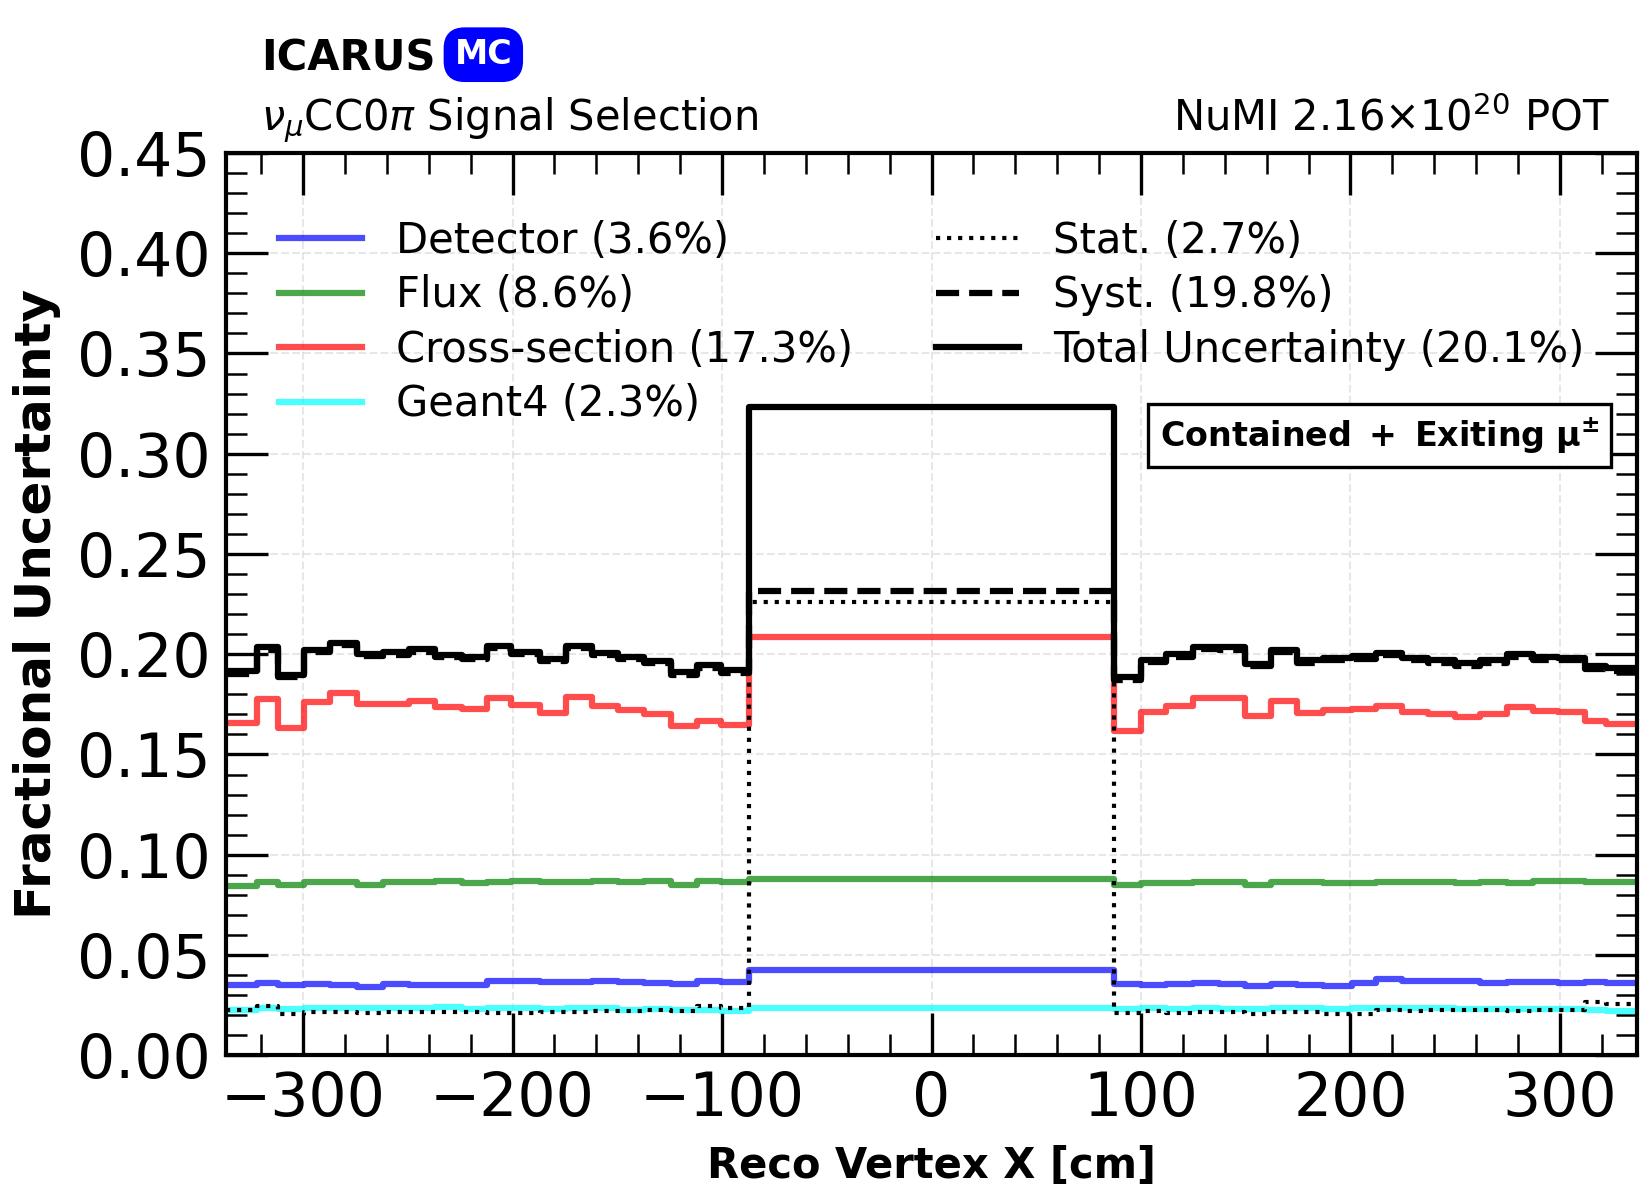 ICARUS MC
νμCC0π Signal Selection
NuMI 2.16×10²⁰ POT
0.45
0.40
0.35
0.30
0.25
0.20
0.15
0.10
0.05
0.00
Fractional Uncertainty
Detector (3.6%)
Flux (8.6%)
Cross-section (17.3%)
Geant4 (2.3%)
Stat. (2.7%)
Syst. (19.8%)
Total Uncertainty (20.1%)
Contained + Exiting μ±
−300 −200 −100 0 100 200 300
Reco Vertex X [cm]